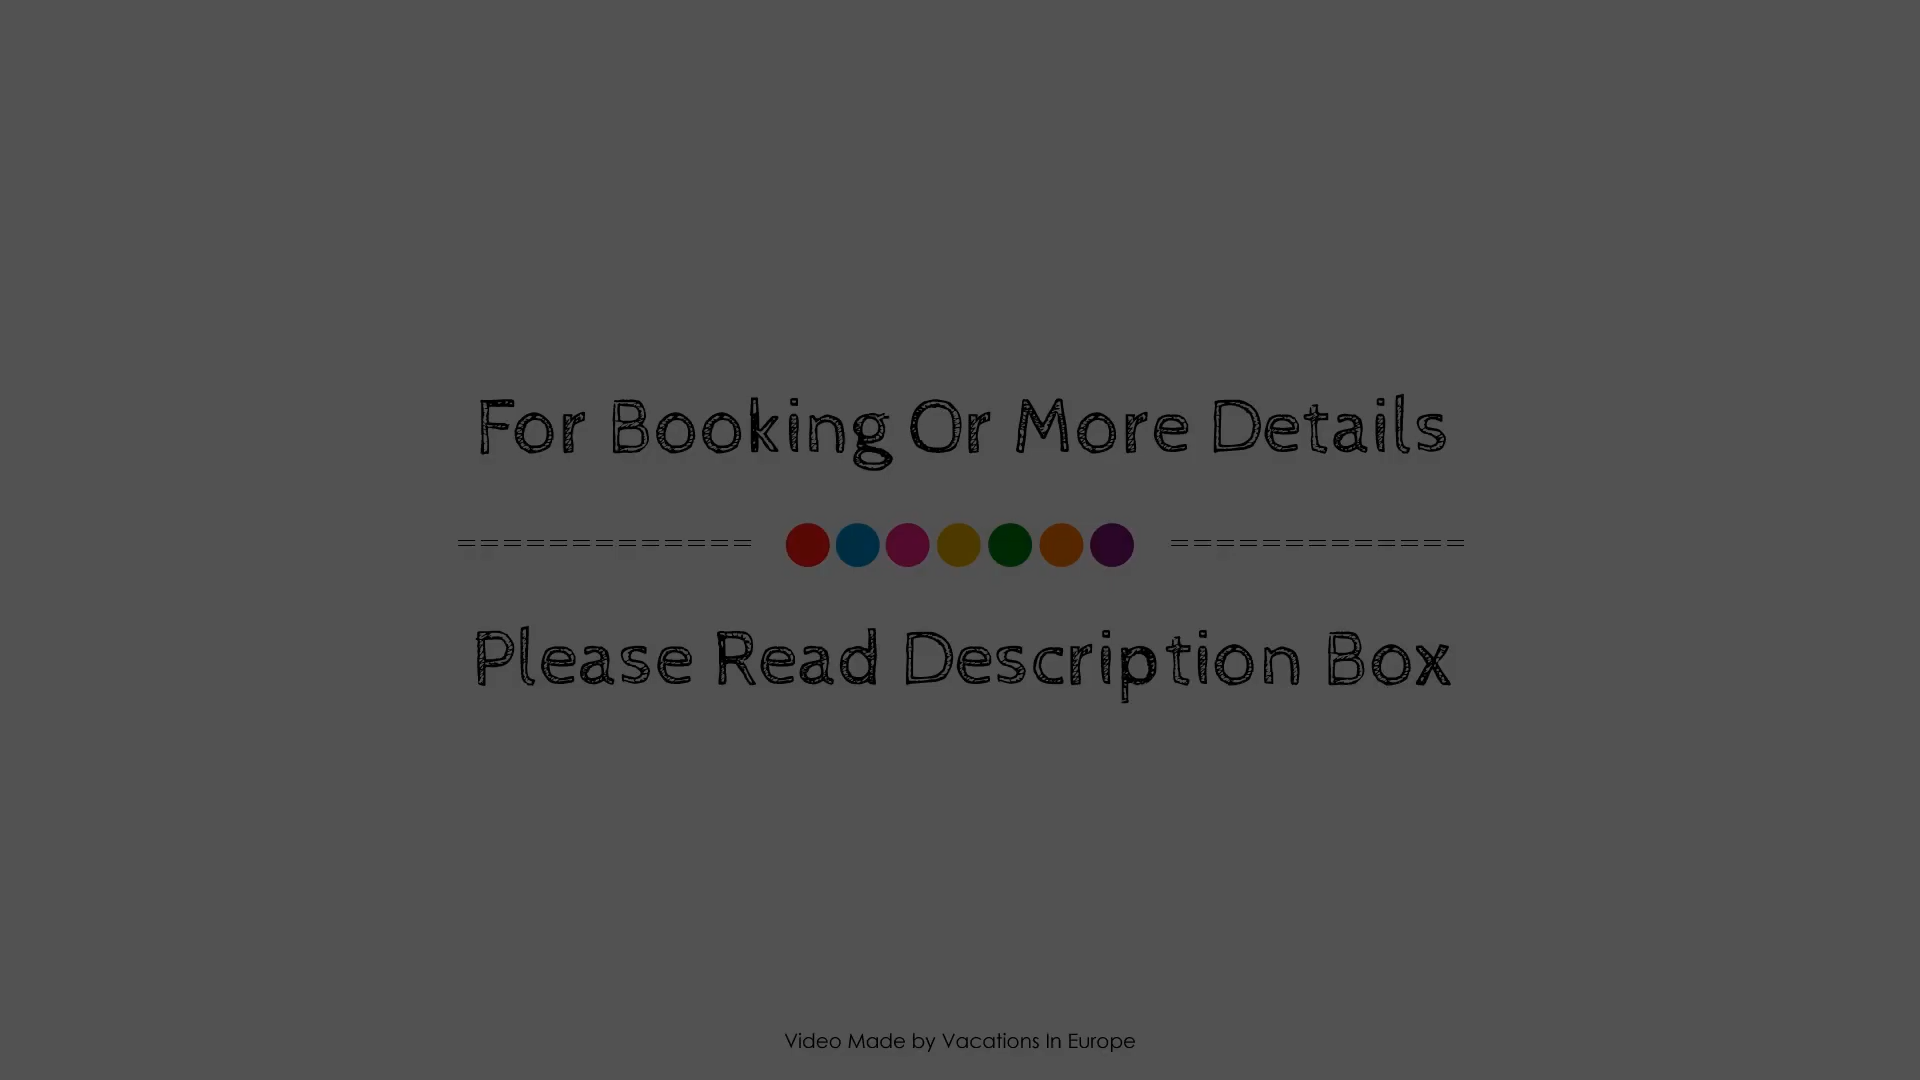 For Booking Or More Details
============= =============
Please Read Description Box
Video Made by Vacations In Europe